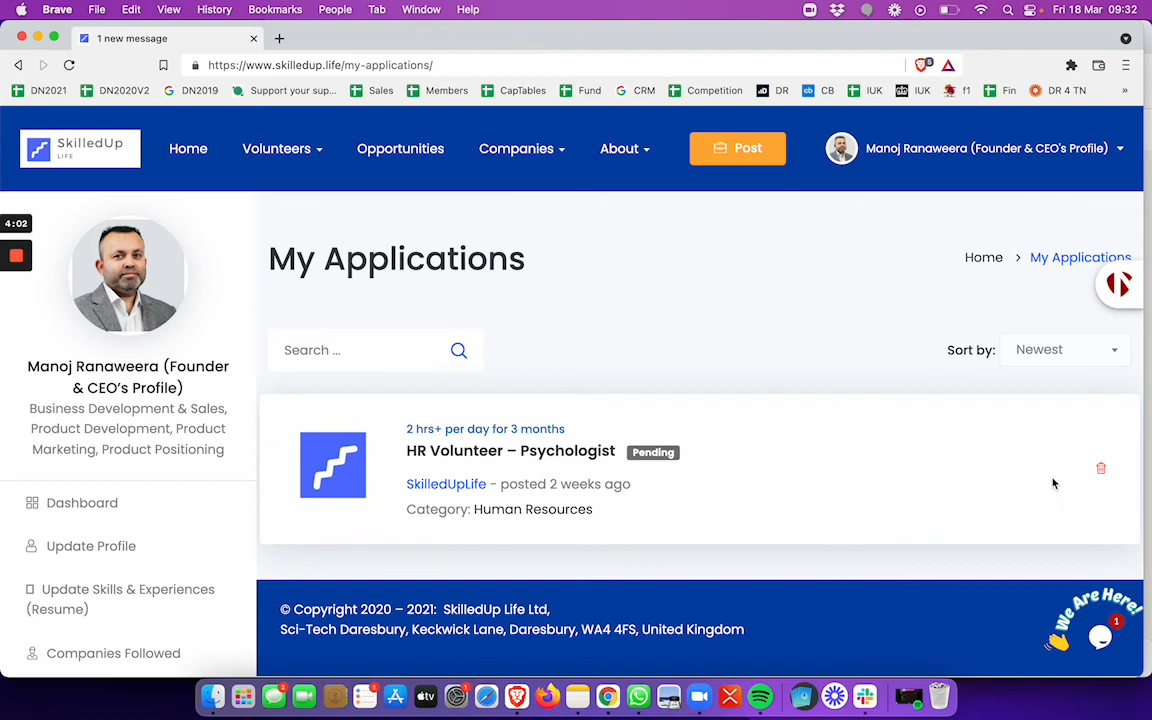 Brave File Edit View History Bookmarks People Tab Window Help Fri 18 Mar 09:32
1 new message
https://www.skilledup.life/my-applications/
DN2021 DN2020V2 DN2019 Support your sup... Sales Members CapTables Fund CRM Competition DR CB IUK IUK f1 Fin DR 4 TN »
SkilledUp
LIFE
Home Volunteers Opportunities Companies About Post Manoj Ranaweera (Founder & CEO's Profile)
4:02
My Applications
Home > My Applications
Search ...
Sort by: Newest
Manoj Ranaweera (Founder
& CEO's Profile)
Business Development & Sales,
Product Development, Product
Marketing, Product Positioning
2 hrs+ per day for 3 months
HR Volunteer – Psychologist Pending
SkilledUpLife - posted 2 weeks ago
Category: Human Resources
Dashboard
Update Profile
Update Skills & Experiences
(Resume)
Companies Followed
© Copyright 2020 – 2021: SkilledUp Life Ltd,
Sci-Tech Daresbury, Keckwick Lane, Daresbury, WA4 4FS, United Kingdom
We Are Here!
1